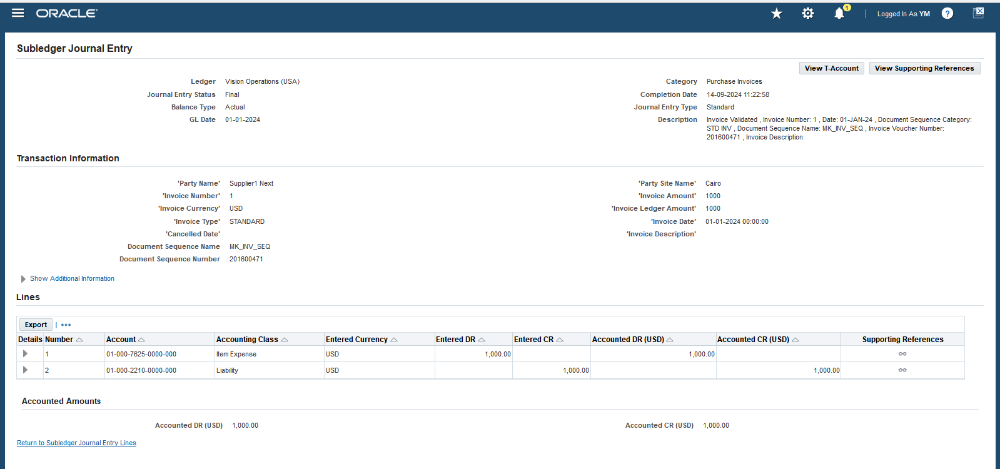 ORACLE
1
Logged In As YM
?
Subledger Journal Entry
View T-Account View Supporting References
Ledger Vision Operations (USA)
Category Purchase Invoices
Journal Entry Status Final
Completion Date 14-09-2024 11:22:58
Balance Type Actual
Journal Entry Type Standard
GL Date 01-01-2024
Description Invoice Validated , Invoice Number: 1 , Date: 01-JAN-24 , Document Sequence Category:
STD INV , Document Sequence Name: MK_INV_SEQ , Invoice Voucher Number:
201600471 , Invoice Description:
Transaction Information
'Party Name' Supplier1 Next
'Party Site Name' Cairo
'Invoice Number' 1
'Invoice Amount' 1000
'Invoice Currency' USD
'Invoice Ledger Amount' 1000
'Invoice Type' STANDARD
'Invoice Date' 01-01-2024 00:00:00
'Cancelled Date'
'Invoice Description'
Document Sequence Name MK_INV_SEQ
Document Sequence Number 201600471
Show Additional Information
Lines
Export | •••
Details Number Account Accounting Class Entered Currency Entered DR Entered CR Accounted DR (USD) Accounted CR (USD) Supporting References
1 01-000-7625-0000-000 Item Expense USD 1,000.00 1,000.00
2 01-000-2210-0000-000 Liability USD 1,000.00 1,000.00
Accounted Amounts
Accounted DR (USD) 1,000.00
Accounted CR (USD) 1,000.00
Return to Subledger Journal Entry Lines